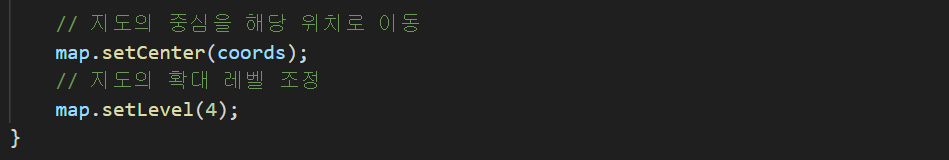 // 지도의 중심을 해당 위치로 이동
map.setCenter(coords);
// 지도의 확대 레벨 조정
map.setLevel(4);
}